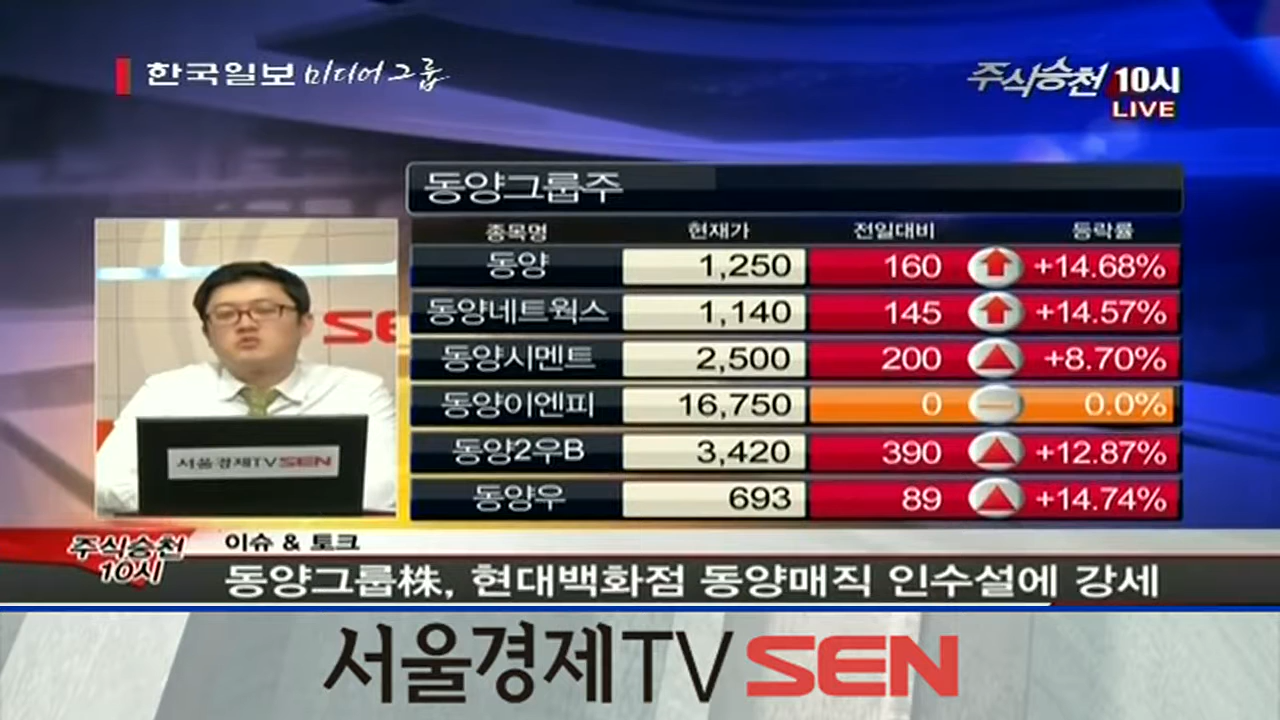 한국일보 미디어그룹
주식승천 10시
LIVE
동양그룹주
종목명 현재가 전일대비 등락률
동양 1,250 160 +14.68%
동양네트웍스 1,140 145 +14.57%
동양시멘트 2,500 200 +8.70%
동양이엔피 16,750 0 0.0%
동양2우B 3,420 390 +12.87%
동양우 693 89 +14.74%
SEN
서울경제TV SEN
주식승천
10시
이슈 & 토크
동양그룹株, 현대백화점 동양매직 인수설에 강세
서울경제TV SEN